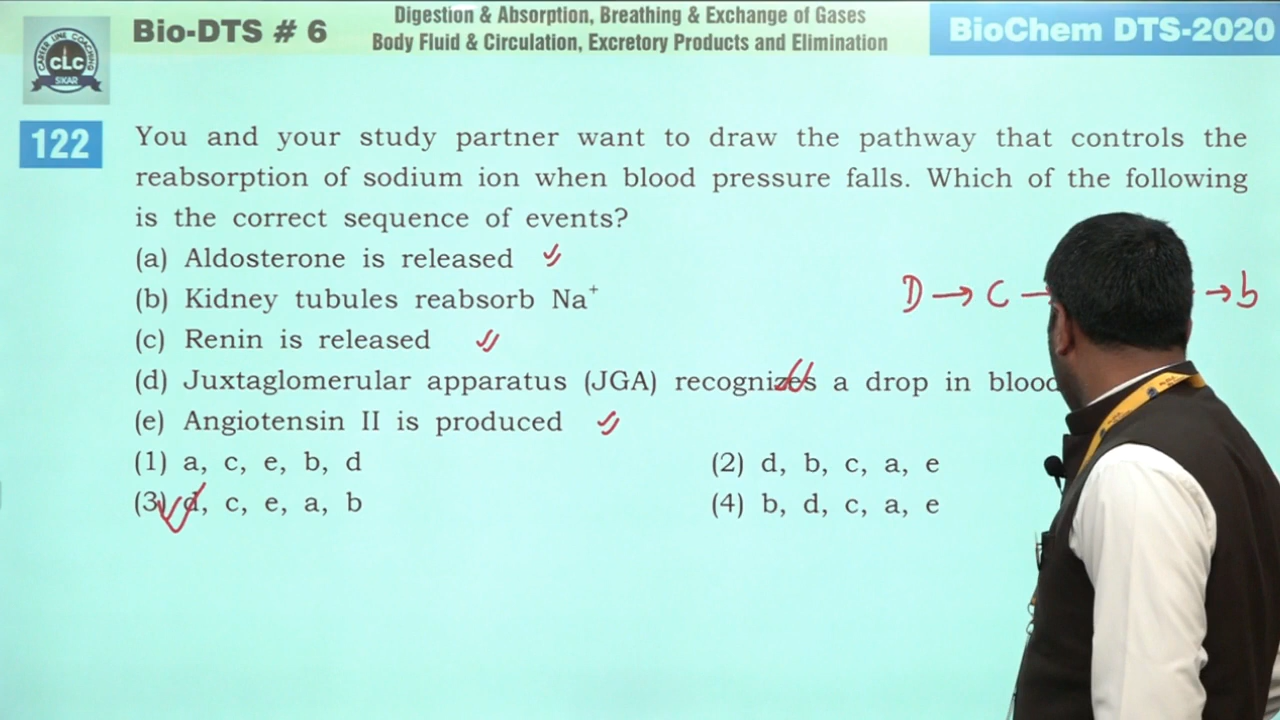 CAREER LINE COACHING
CLC
SIKAR
Bio-DTS # 6
Digestion & Absorption, Breathing & Exchange of Gases
Body Fluid & Circulation, Excretory Products and Elimination
BioChem DTS-2020
122
You and your study partner want to draw the pathway that controls the
reabsorption of sodium ion when blood pressure falls. Which of the following
is the correct sequence of events?
(a) Aldosterone is released
(b) Kidney tubules reabsorb Na⁺
D → C → → b
(c) Renin is released
(d) Juxtaglomerular apparatus (JGA) recognizes a drop in blood
(e) Angiotensin II is produced
(1) a, c, e, b, d
(2) d, b, c, a, e
(3) d, c, e, a, b
(4) b, d, c, a, e